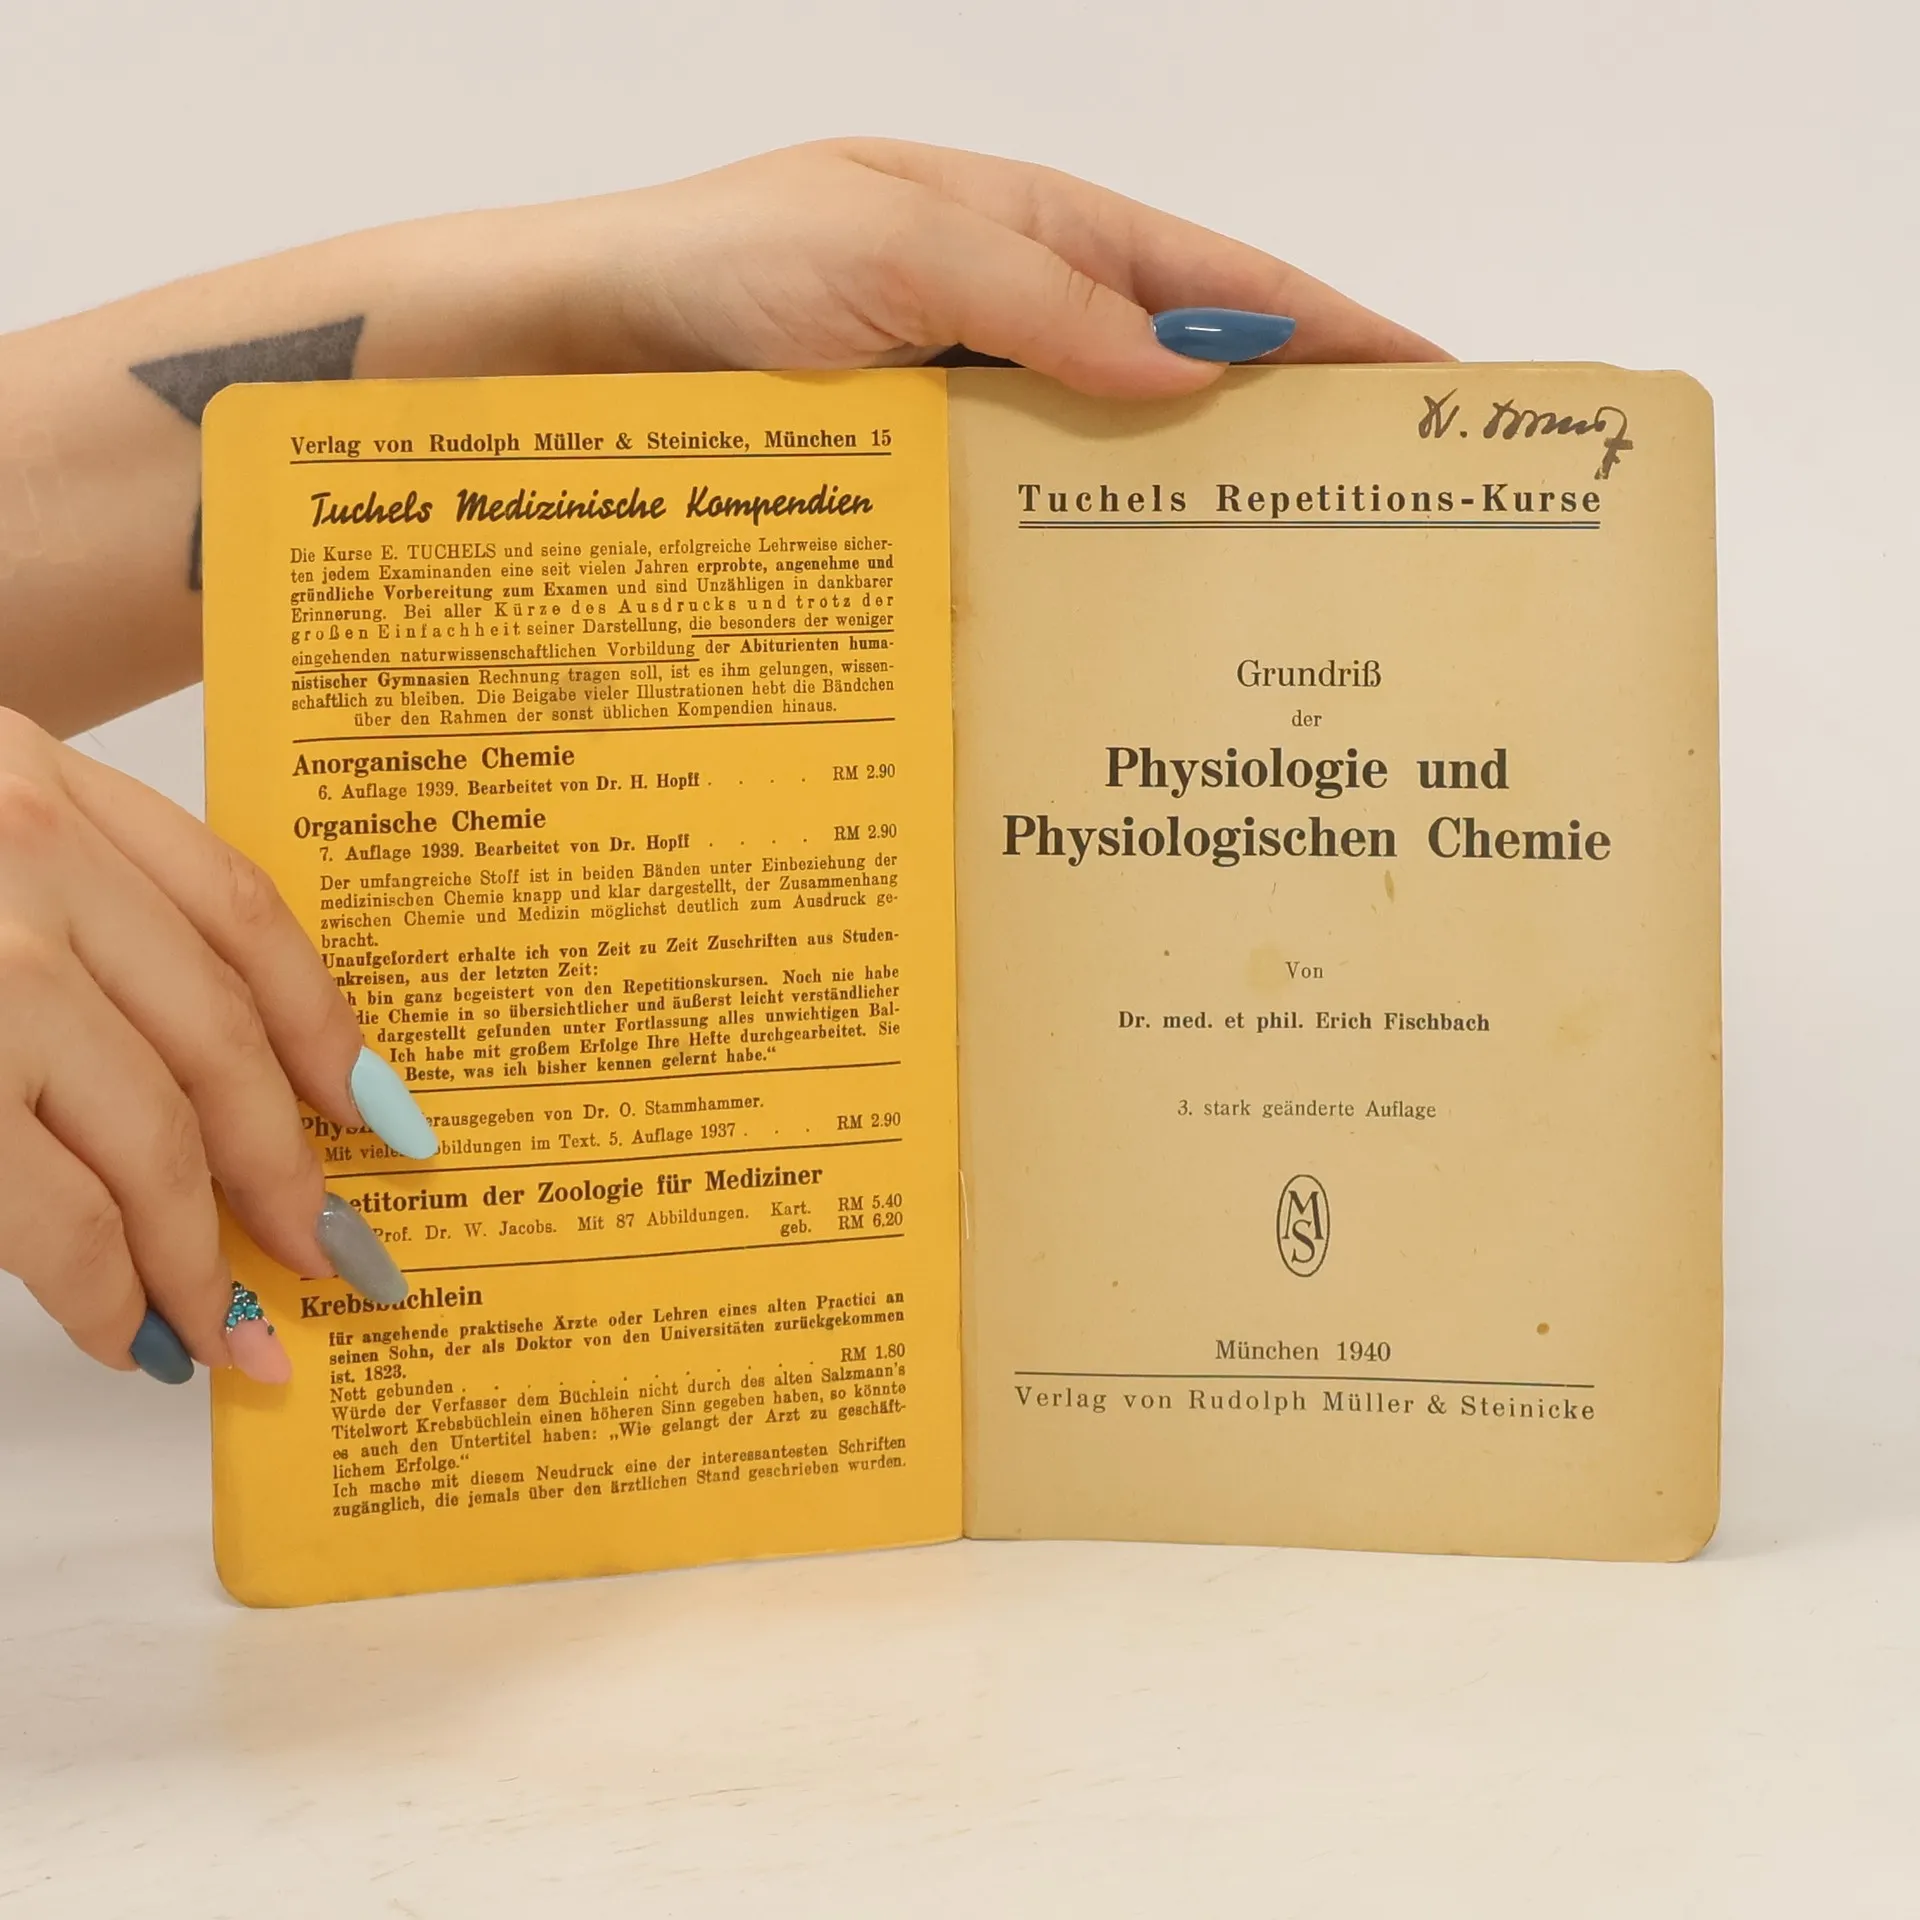 Verlag von Rudolph Müller & Steinicke, München 15
Tuchels Medizinische Kompendien
Die Kurse E. TUCHELS und seine geniale, erfolgreiche Lehrweise sicher-
ten jedem Examinanden eine seit vielen Jahren erprobte, angenehme und
gründliche Vorbereitung zum Examen und sind Unzähligen in dankbarer
Erinnerung. Bei aller Kürze des Ausdrucks und trotz der
großen Einfachheit seiner Darstellung, die besonders der weniger
eingehenden naturwissenschaftlichen Vorbildung der Abiturienten huma-
nistischer Gymnasien Rechnung tragen soll, ist es ihm gelungen, wissen-
schaftlich zu bleiben. Die Beigabe vieler Illustrationen hebt die Bändchen
über den Rahmen der sonst üblichen Kompendien hinaus.
Anorganische Chemie
6. Auflage 1939. Bearbeitet von Dr. H. Hopff . . . . RM 2.90
Organische Chemie
7. Auflage 1939. Bearbeitet von Dr. Hopff . . . . RM 2.90
Der umfangreiche Stoff ist in beiden Bänden unter Einbeziehung der
medizinischen Chemie knapp und klar dargestellt, der Zusammenhang
zwischen Chemie und Medizin möglichst deutlich zum Ausdruck ge-
bracht.
Unaufgefordert erhalte ich von Zeit zu Zeit Zuschriften aus Studen-
nkreisen, aus der letzten Zeit:
h bin ganz begeistert von den Repetitionskursen. Noch nie habe
die Chemie in so übersichtlicher und äußerst leicht verständlicher
dargestellt gefunden unter Fortlassung alles unwichtigen Bal-
Ich habe mit großem Erfolge Ihre Hefte durchgearbeitet. Sie
Beste, was ich bisher kennen gelernt habe.“
erausgegeben von Dr. O. Stammhammer.
Mit viele bbildungen im Text. 5. Auflage 1937 . . . RM 2.90
etitorium der Zoologie für Mediziner
Prof. Dr. W. Jacobs. Mit 87 Abbildungen. Kart. RM 5.40
geb. RM 6,20
Krebsbüchlein
für angehende praktische Ärzte oder Lehren eines alten Practici an
seinen Sohn, der als Doktor von den Universitäten zurückgekommen
ist. 1823.
Nett gebunden . . . . . . . . RM 1.80
Würde der Verfasser dem Büchlein nicht durch des alten Salzmann's
Titelwort Krebsbüchlein einen höheren Sinn gegeben haben, so könnte
es auch den Untertitel haben: „Wie gelangt der Arzt zu geschäft-
lichem Erfolge.“
Ich mache mit diesem Neudruck eine der interessantesten Schriften
zugänglich, die jemals über den ärztlichen Stand geschrieben wurden.
Tuchels Repetitions-Kurse
Grundriß
der
Physiologie und
Physiologischen Chemie
Von
Dr. med. et phil. Erich Fischbach
3. stark geänderte Auflage
MS
München 1940
Verlag von Rudolph Müller & Steinicke